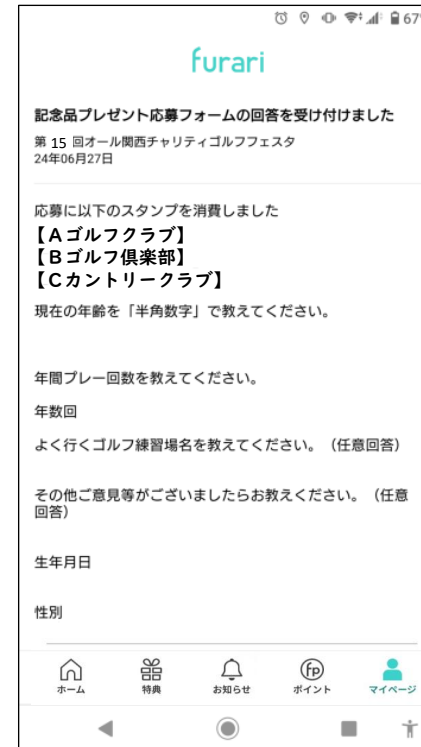 67%
furari
記念品プレゼント応募フォームの回答を受け付けました
第 15 回オール関西チャリティゴルフフェスタ
24年06月27日
応募に以下のスタンプを消費しました
【Aゴルフクラブ】
【Bゴルフ倶楽部】
【Cカントリークラブ】
現在の年齢を「半角数字」で教えてください。
年間プレー回数を教えてください。
年数回
よく行くゴルフ練習場名を教えてください。（任意回答）
その他ご意見等がございましたらお教えください。（任意
回答）
生年月日
性別
ホーム 特典 お知らせ fp ポイント マイページ